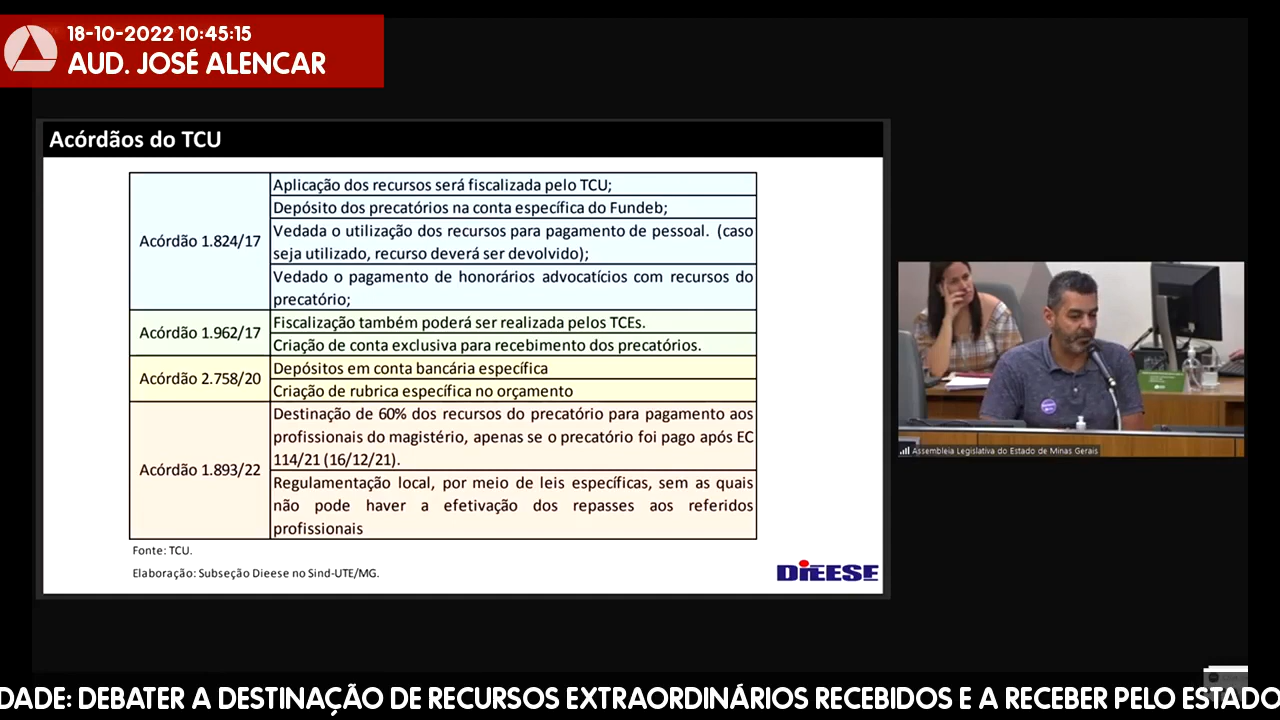 18-10-2022 10:45:15
AUD. JOSÉ ALENCAR
Acórdãos do TCU
Acórdão 1.824/17
Aplicação dos recursos será fiscalizada pelo TCU;
Depósito dos precatórios na conta específica do Fundeb;
Vedada o utilização dos recursos para pagamento de pessoal. (caso
seja utilizado, recurso deverá ser devolvido);
Vedado o pagamento de honorários advocatícios com recursos do
precatório;
Acórdão 1.962/17
Fiscalização também poderá ser realizada pelos TCEs.
Criação de conta exclusiva para recebimento dos precatórios.
Acórdão 2.758/20
Depósitos em conta bancária específica
Criação de rubrica específica no orçamento
Acórdão 1.893/22
Destinação de 60% dos recursos do precatório para pagamento aos
profissionais do magistério, apenas se o precatório foi pago após EC
114/21 (16/12/21).
Regulamentação local, por meio de leis específicas, sem as quais
não pode haver a efetivação dos repasses aos referidos
profissionais
Fonte: TCU.
Elaboração: Subseção Dieese no Sind-UTE/MG.
DIEESE
Assembleia Legislativa do Estado de Minas Gerais
DADE: DEBATER A DESTINAÇÃO DE RECURSOS EXTRAORDINÁRIOS RECEBIDOS E A RECEBER PELO ESTADO